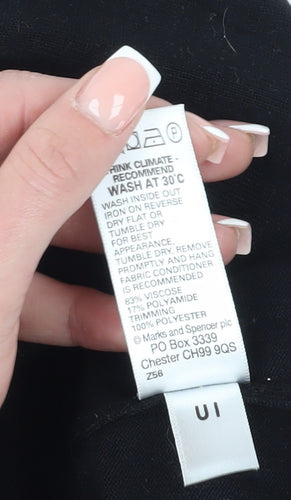 P
THINK CLIMATE -
RECOMMEND
WASH AT 30°C
WASH INSIDE OUT
IRON ON REVERSE
DRY FLAT OR
TUMBLE DRY
FOR BEST
APPEARANCE,
TUMBLE DRY, REMOVE
PROMPTLY AND HANG
FABRIC CONDITIONER
IS RECOMMENDED
83% VISCOSE
17% POLYAMIDE
TRIMMING
100% POLYESTER
© Marks and Spencer plc
PO Box 3339
Chester CH99 9QS
Z56
UI